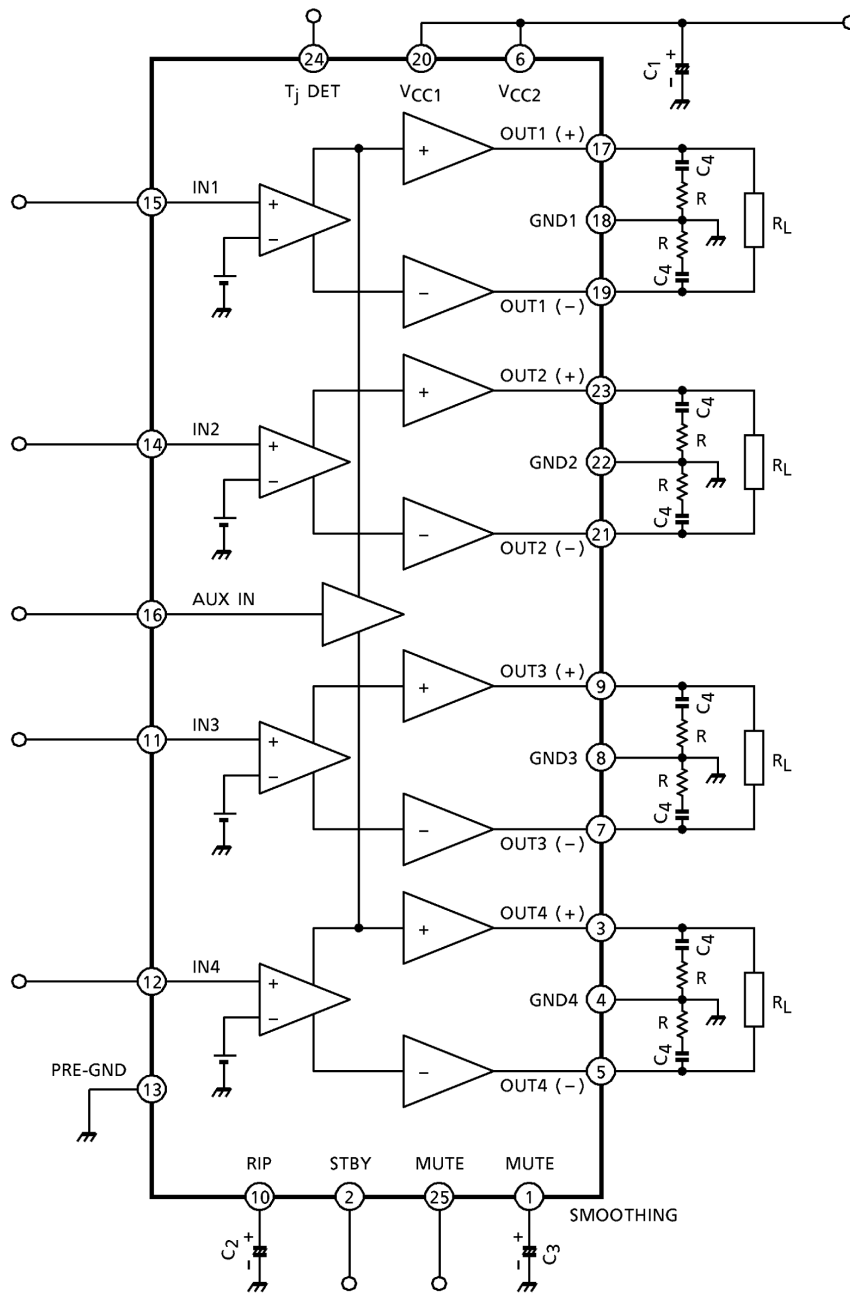 24 20 6
C1 + -
Tj DET VCC1 VCC2
OUT1 (+)
+ 17
C4
15 IN1 + -
R
GND1 18
RL
R
C4
- 19
OUT1 (-)
OUT2 (+)
+ 23
C4
14 IN2 + -
R
GND2 22
RL
R
C4
- 21
OUT2 (-)
16 AUX IN
OUT3 (+)
+ 9
C4
11 IN3 + -
R
GND3 8
RL
R
C4
- 7
OUT3 (-)
OUT4 (+)
+ 3
C4
12 IN4 + -
R
GND4 4
RL
R
C4
- 5
OUT4 (-)
PRE-GND
13
RIP STBY MUTE MUTE
10 2 25 1
SMOOTHING
C2 + -
+ - C3